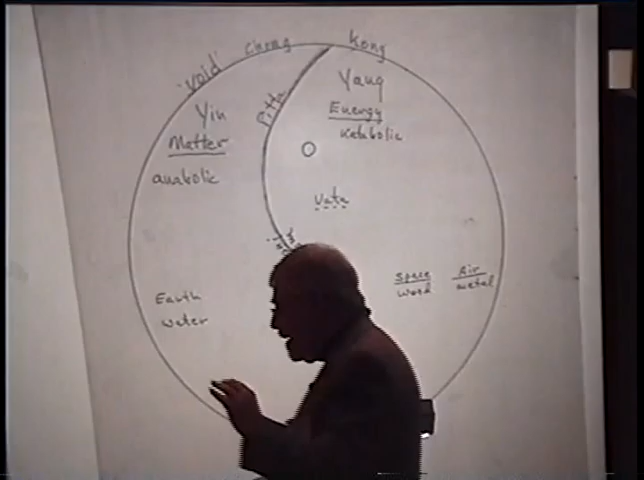 "void" Cheng Kong
Yin
Matter
anabolic
Pitta
Yang
Energy
Katabolic
Vata
Earth
water
space
wood
Air
metal